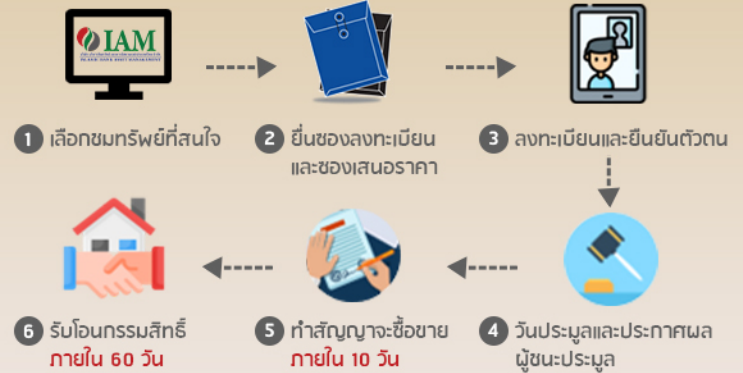 IAM
1 เลือกชมทรัพย์ที่สนใจ
2 ยื่นซองลงทะเบียน
และซองเสนอราคา
3 ลงทะเบียนและยืนยันตัวตน
4 วันประมูลและประกาศผล
ผู้ชนะประมูล
5 ทำสัญญาจะซื้อขาย
ภายใน 10 วัน
6 รับโอนกรรมสิทธิ์
ภายใน 60 วัน